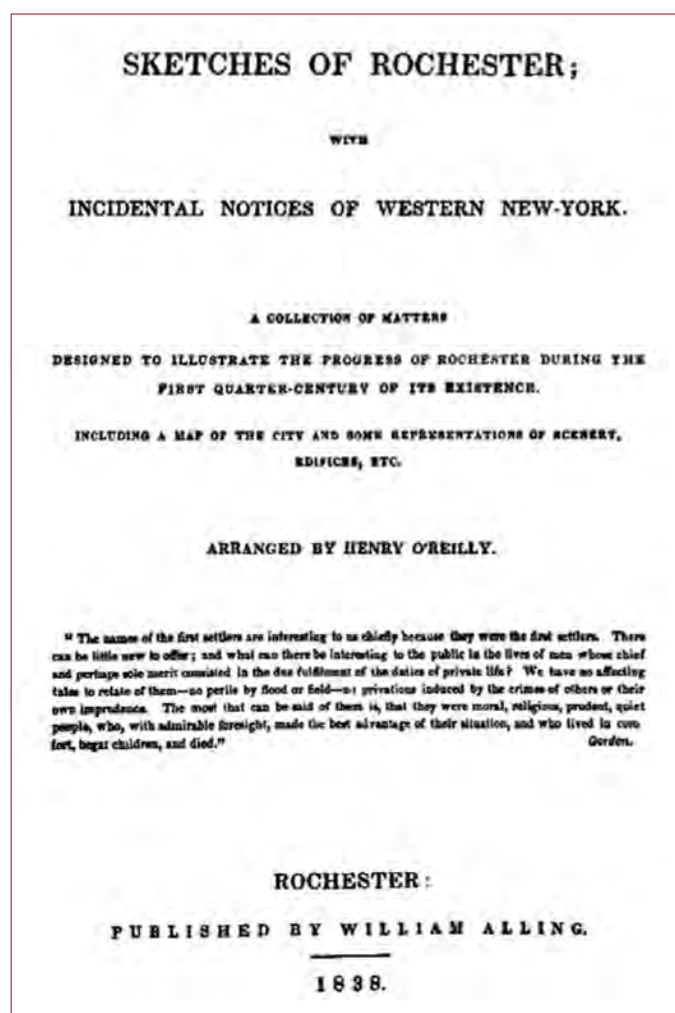 SKETCHES OF ROCHESTER;
WITH
INCIDENTAL NOTICES OF WESTERN NEW-YORK.
A COLLECTION OF MATTERS
DESIGNED TO ILLUSTRATE THE PROGRESS OF ROCHESTER DURING THE
FIRST QUARTER-CENTURY OF ITS EXISTENCE.
INCLUDING A MAP OF THE CITY AND SOME REPRESENTATIONS OF SCENERY,
EDIFICES, ETC.
ARRANGED BY HENRY O'REILLY.
" The names of the first settlers are interesting to us chiefly because they were the first settlers. There
can be little new to offer; and what can there be interesting to the public in the lives of men whose chief
and perhaps sole merit consisted in the due fulfilment of the duties of private life? We have no affecting
tales to relate of them—no perils by flood or field—no privations induced by the crimes of others or their
own imprudence. The most that can be said of them is, that they were moral, religious, prudent, quiet
people, who, with admirable foresight, made the best advantage of their situation, and who lived in com
fort, begat children, and died." Gordon.
ROCHESTER:
PUBLISHED BY WILLIAM ALLING.
1838.